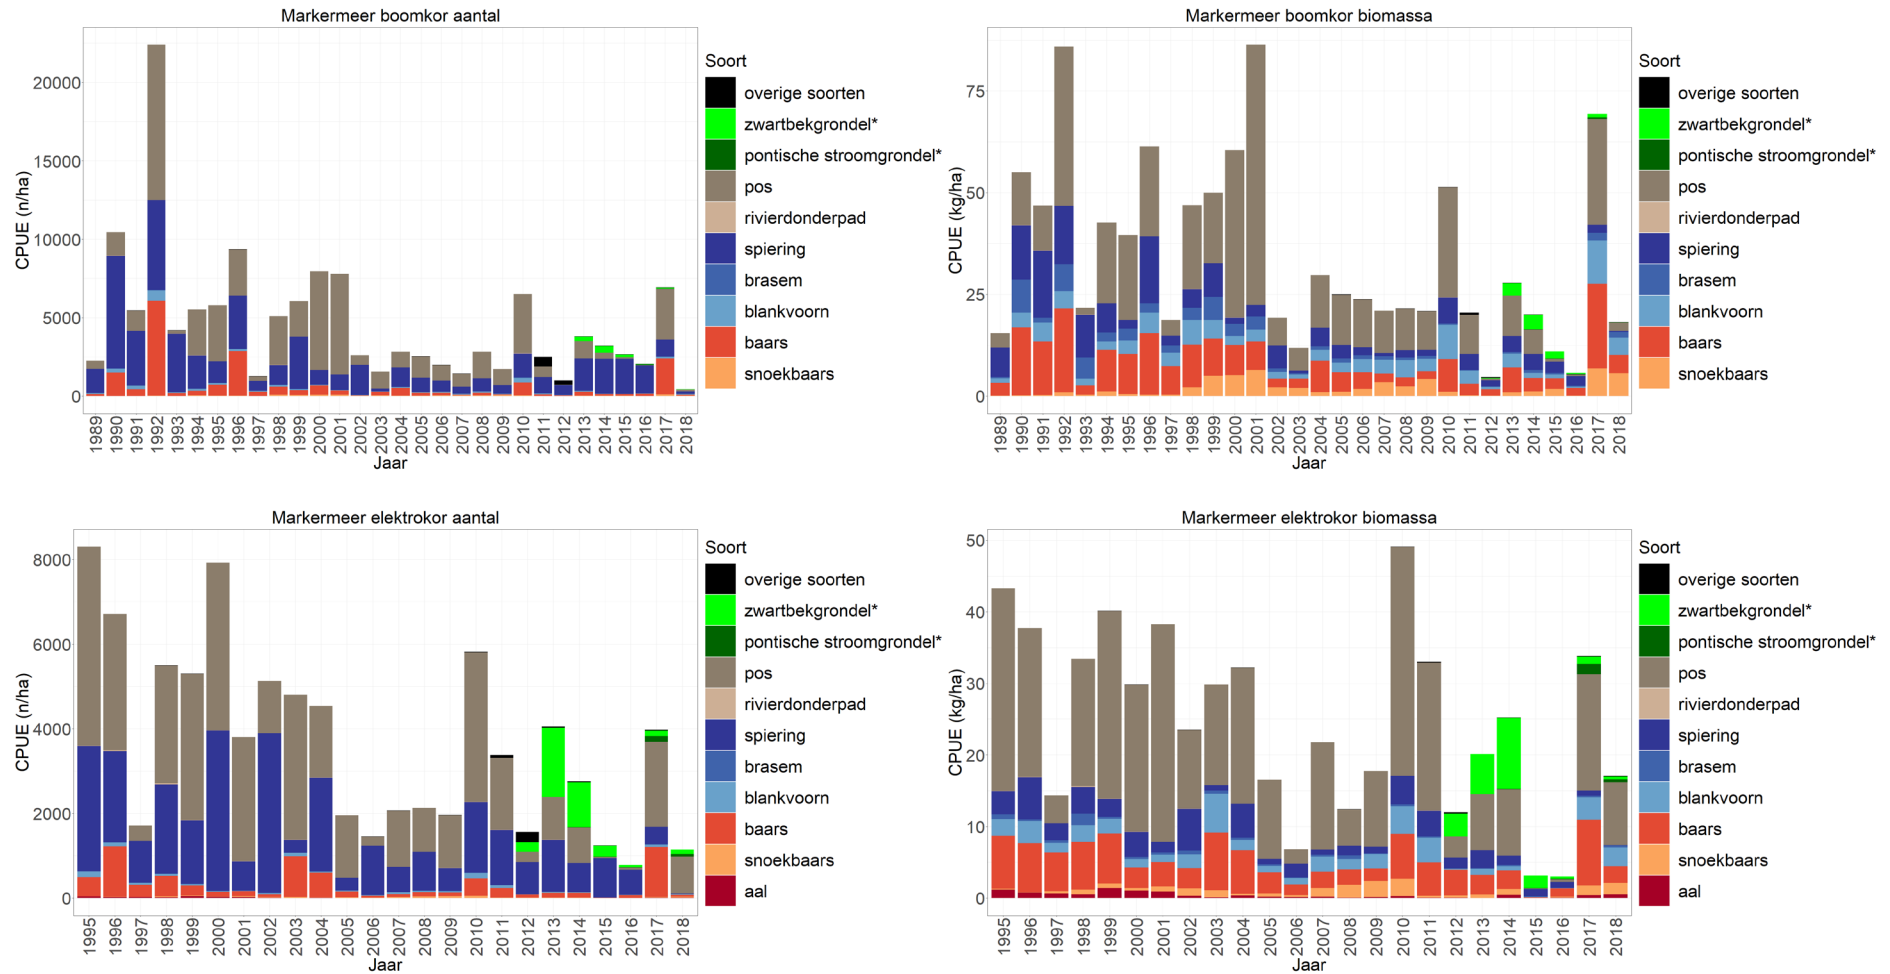 Markermeer boomkor aantal
CPUE (n/ha)
20000
15000
10000
5000
0
1989 1990 1991 1992 1993 1994 1995 1996 1997 1998 1999 2000 2001 2002 2003 2004 2005 2006 2007 2008 2009 2010 2011 2012 2013 2014 2015 2016 2017 2018
Jaar
Soort
overige soorten
zwartbekgrondel*
pontische stroomgrondel*
pos
rivierdonderpad
spiering
brasem
blankvoorn
baars
snoekbaars
Markermeer boomkor biomassa
CPUE (kg/ha)
75
50
25
0
1989 1990 1991 1992 1993 1994 1995 1996 1997 1998 1999 2000 2001 2002 2003 2004 2005 2006 2007 2008 2009 2010 2011 2012 2013 2014 2015 2016 2017 2018
Jaar
Soort
overige soorten
zwartbekgrondel*
pontische stroomgrondel*
pos
rivierdonderpad
spiering
brasem
blankvoorn
baars
snoekbaars
Markermeer elektrokor aantal
CPUE (n/ha)
8000
6000
4000
2000
0
1995 1996 1997 1998 1999 2000 2001 2002 2003 2004 2005 2006 2007 2008 2009 2010 2011 2012 2013 2014 2015 2016 2017 2018
Jaar
Soort
overige soorten
zwartbekgrondel*
pontische stroomgrondel*
pos
rivierdonderpad
spiering
brasem
blankvoorn
baars
snoekbaars
aal
Markermeer elektrokor biomassa
CPUE (kg/ha)
50
40
30
20
10
0
1995 1996 1997 1998 1999 2000 2001 2002 2003 2004 2005 2006 2007 2008 2009 2010 2011 2012 2013 2014 2015 2016 2017 2018
Jaar
Soort
overige soorten
zwartbekgrondel*
pontische stroomgrondel*
pos
rivierdonderpad
spiering
brasem
blankvoorn
baars
snoekbaars
aal